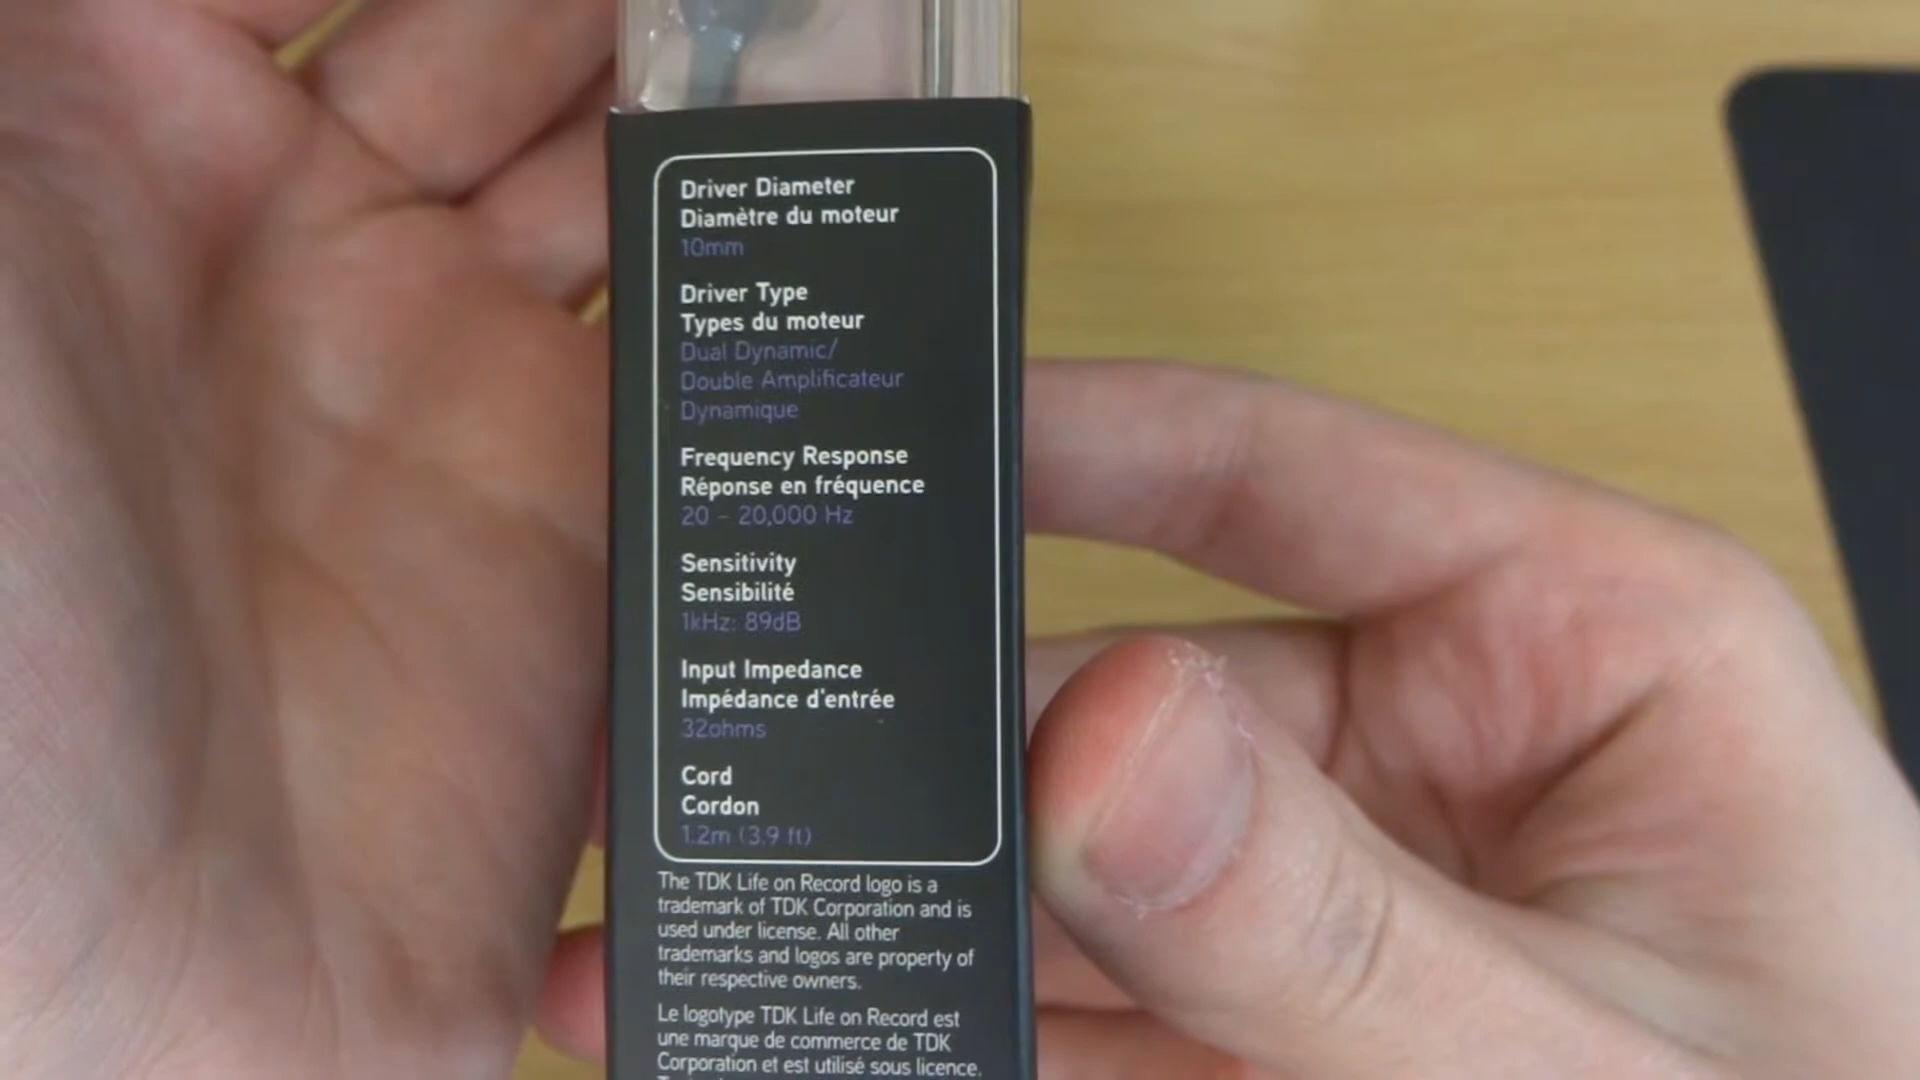 Driver Diameter
Diamètre du moteur
10mm
Driver Type
Types du moteur
Dual Dynamic/
Double Amplificateur
Dynamique
Frequency Response
Réponse en fréquence
20 – 20,000 Hz
Sensitivity
Sensibilité
1kHz: 89dB
Input Impedance
Impédance d'entrée
32ohms
Cord
Cordon
1.2m (3.9 ft)
The TDK Life on Record logo is a
trademark of TDK Corporation and is
used under license. All other
trademarks and logos are property of
their respective owners.
Le logotype TDK Life on Record est
une marque de commerce de TDK
Corporation et est utilisé sous licence.